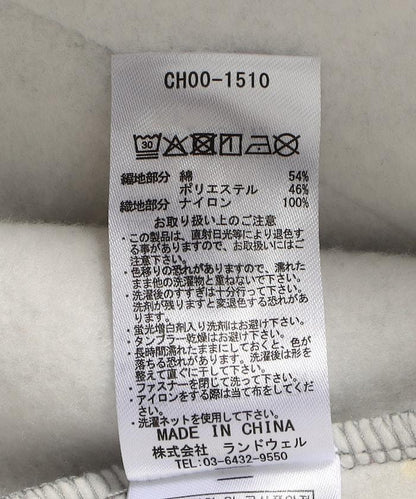 CH00-1510
30
編地部分 綿 54%
ポリエステル 46%
織地部分 ナイロン 100%
お取り扱い上のご注意
・この製品は、直射日光等により退色す
る事がありますので、お取扱いにはご
注意下さい。
・色移りの恐れがありますので、濡れた
まま他の洗濯物と重ねないで下さい。
・洗濯後のすすぎは十分行って下さい。
洗剤が残りますと変退色する恐れがあ
ります。
・蛍光増白剤入り洗剤はお避け下さい。
・タンブラー乾燥はお避け下さい。
・長時間濡れたままにしておくと、色が
落ちる恐れがあります。洗濯後は形を
整えて直ぐに干して下さい。
・ファスナーを閉じて洗って下さい。
・アイロンをする際は当て布をしてくだ
さい。
・洗濯ネットを使用して下さい。
MADE IN CHINA
株式会社 ランドウェル
TEL:03-6432-9550